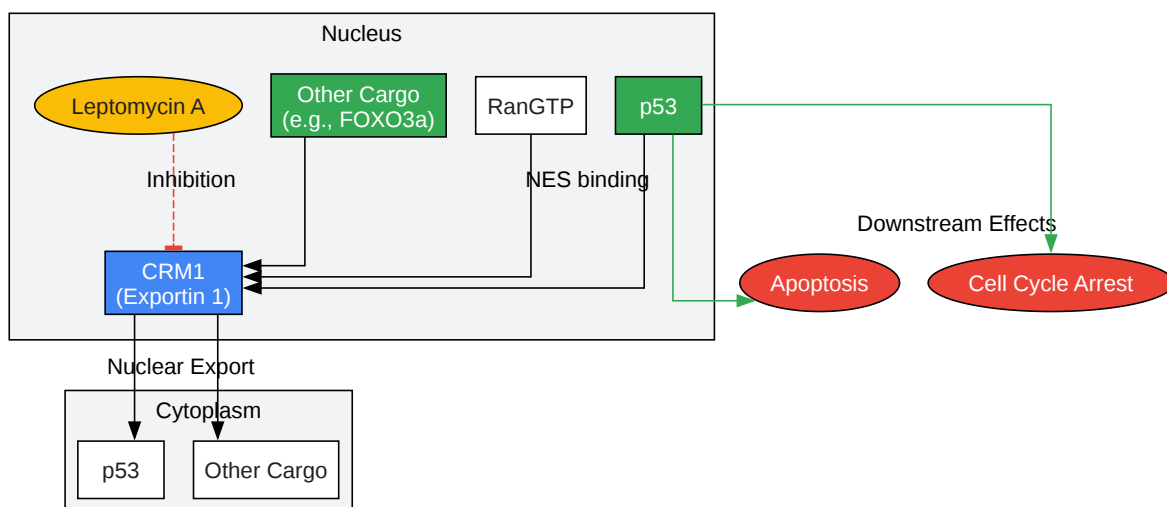 Nucleus
Leptomycin A
Other Cargo
(e.g., FOXO3a)
RanGTP
p53
Inhibition
NES binding
Downstream Effects
CRM1
(Exportin 1)
Apoptosis
Cell Cycle Arrest
Nuclear Export
Cytoplasm
p53
Other Cargo